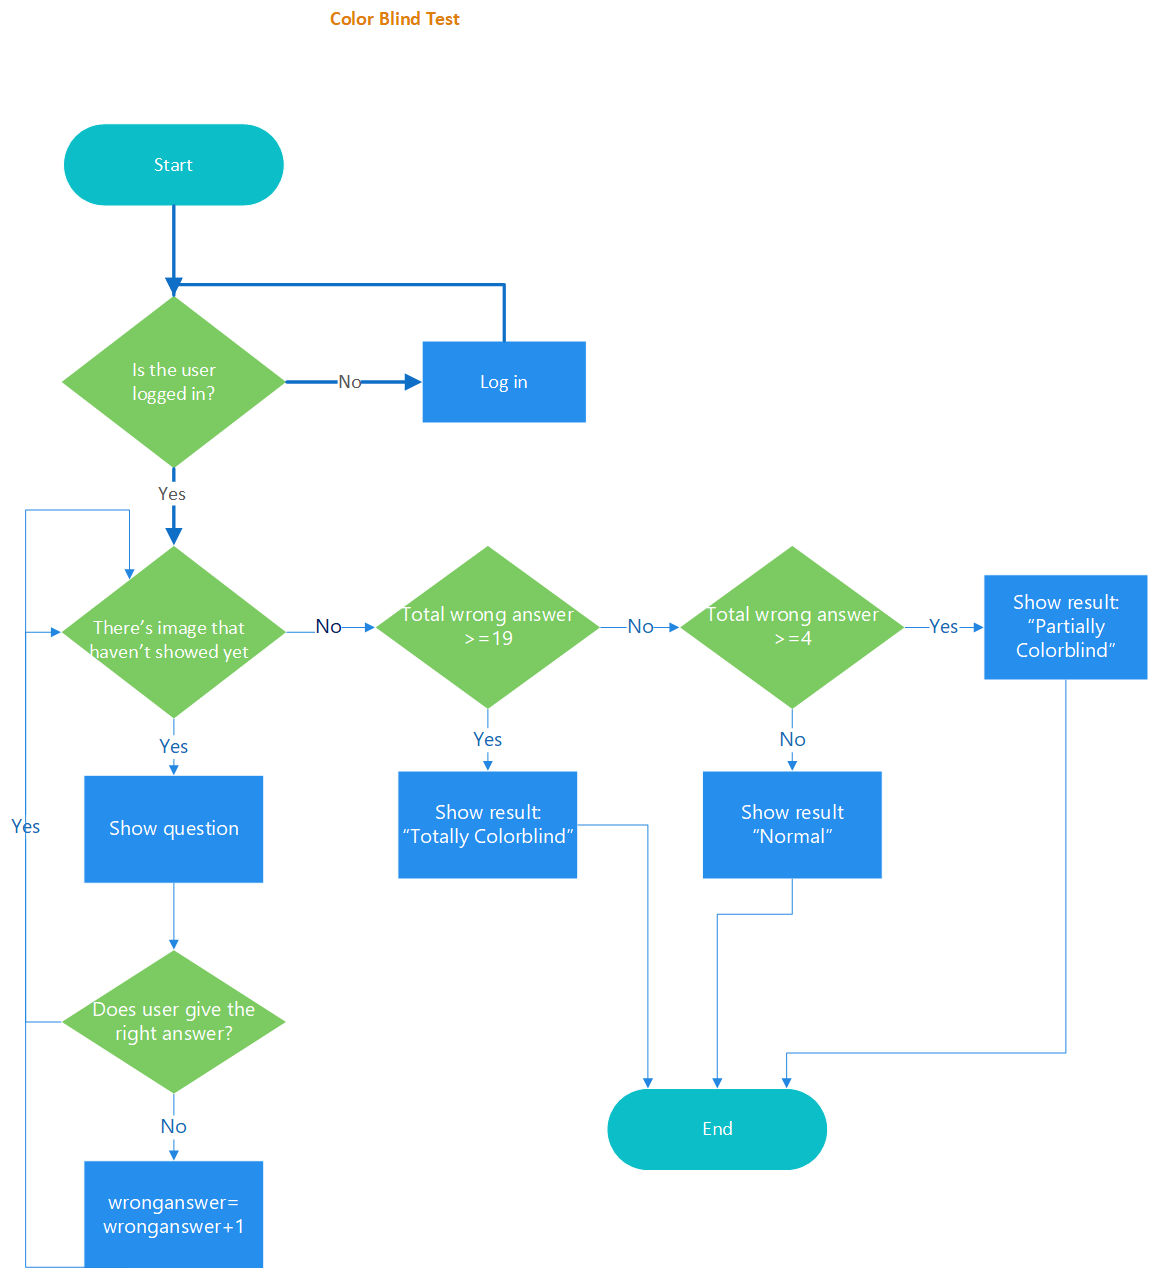 Color Blind Test
Start
Is the user
logged in?
No
Log in
Yes
There's image that
haven't showed yet
No
Total wrong answer
>=19
No
Total wrong answer
>=4
Yes
Show result:
“Partially
Colorblind”
Yes
Show question
Yes
Show result:
“Totally Colorblind”
No
Show result
“Normal”
Yes
Does user give the
right answer?
No
wronganswer=
wronganswer+1
End